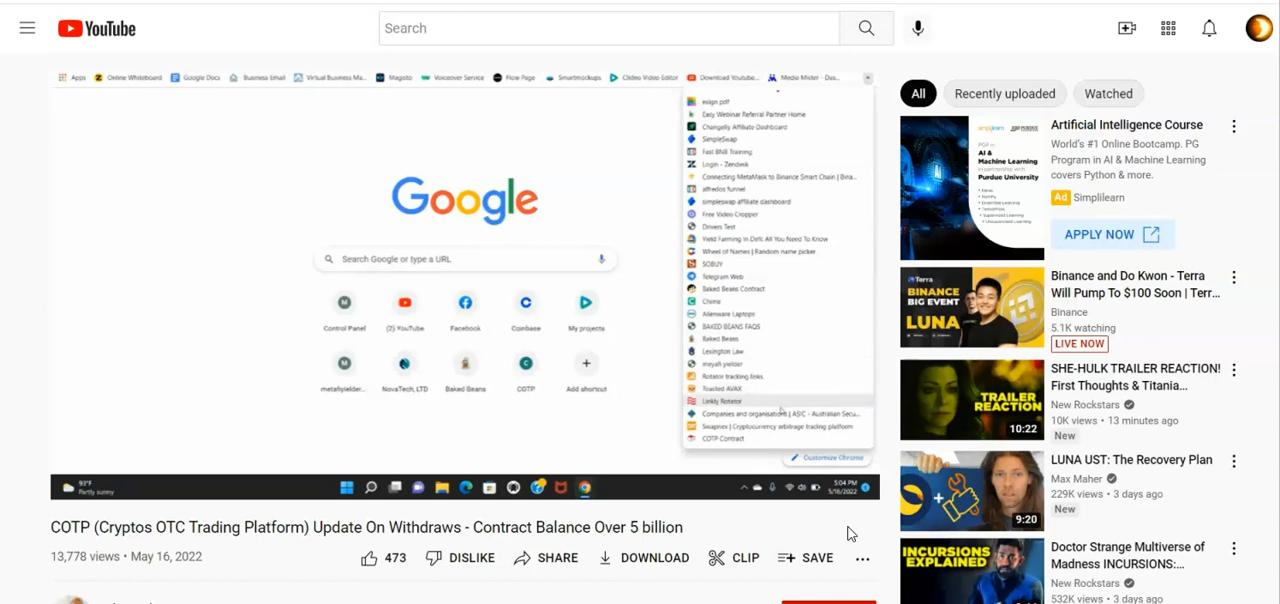 YouTube
Search
Apps
Online Whiteboard
Google Docs
Business Email
Virtual Business Ma...
Magisto
Voiceover Service
Flow Page
Smartmockups
Clideo Video Editor
Download Youtube...
Media Mister - Das...
esign pdf
Easy Webinar Referral Partner Home
Changelly Affiliate Dashboard
SimpleSwap
Fast BNB Training
Login - Zendesk
Connecting MetaMask to Binance Smart Chain | Bina...
alfredos funnel
simpleswap affiliate dashboard
Free Video Cropper
Drivers Test
Yield Farming In Defi: All You Need To Know
Wheel of Names | Random name picker
SOBUY
Telegram Web
Baked Beans Contract
Chime
Alienware Laptops
BAKED BEANS FAQS
Baked Beans
Lexington Law
Rotator tracking links
Toasted AVAX
Linkly Rotator
Companies and organisations | ASIC - Australian Secu...
Swapnex | Cryptocurrency arbitrage trading platform
COTP Contract
Google
Search Google or type a URL
M
Control Panel
(2) YouTube
Facebook
Coinbase
My projects
M
metafiyielder...
NovaTech, LTD
Baked Beans
C
COTP
Add shortcut
Customize Chrome
93°F
Partly sunny
5:04 PM
5/16/2022
COTP (Cryptos OTC Trading Platform) Update On Withdraws - Contract Balance Over 5 billion
13,778 views • May 16, 2022
473
DISLIKE
SHARE
DOWNLOAD
CLIP
SAVE
All
Recently uploaded
Watched
simplilearn
PGP in
AI &
Machine Learning
in partnership with
Purdue University
Artificial Intelligence Course
World's #1 Online Bootcamp. PG
Program in AI & Machine Learning
covers Python & more.
Ad Simplilearn
APPLY NOW
Terra
BINANCE
BIG EVENT
LUNA
Binance and Do Kwon - Terra
Will Pump To $100 Soon | Terr...
Binance
5.1K watching
LIVE NOW
TRAILER
REACTION
10:22
SHE-HULK TRAILER REACTION!
First Thoughts & Titania...
New Rockstars
10K views • 13 minutes ago
New
9:20
LUNA UST: The Recovery Plan
Max Maher
229K views • 3 days ago
New
INCURSIONS
EXPLAINED
Doctor Strange Multiverse of
Madness INCURSIONS:...
New Rockstars
532K views • 3 days ago